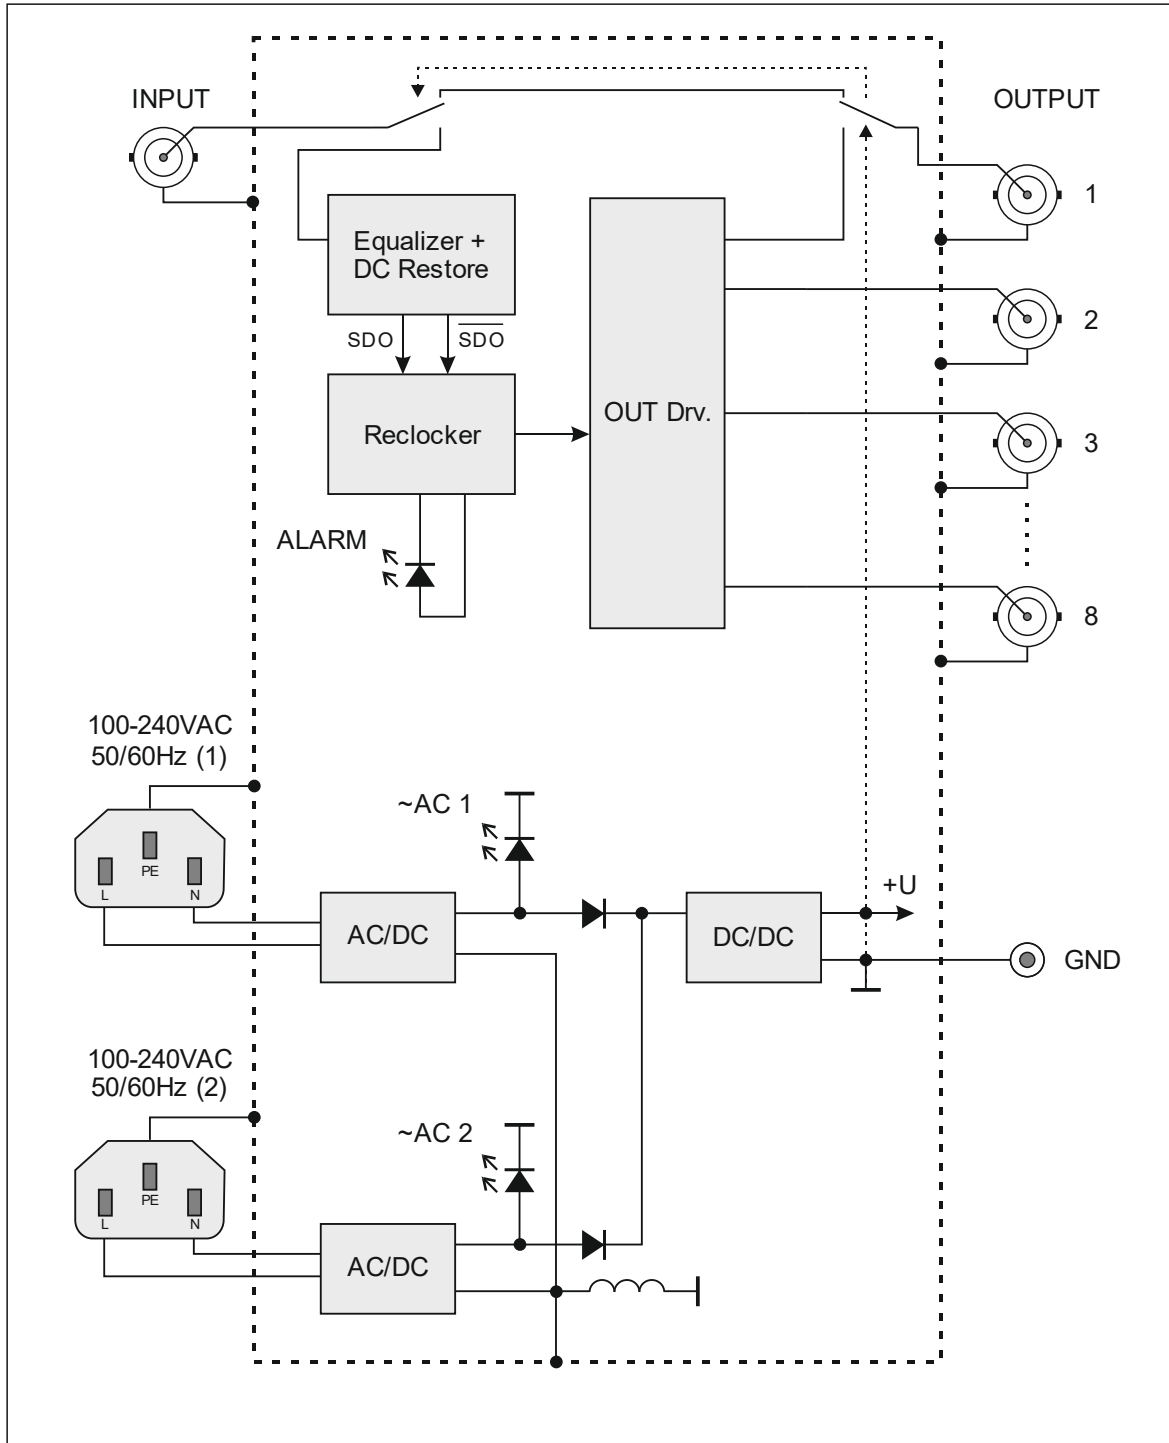 INPUT
OUTPUT
1
Equalizer +
DC Restore
2
SDO
S̅D̅O̅
Reclocker
OUT Drv.
3
ALARM
8
100-240VAC
50/60Hz (1)
~AC 1
PE
L
N
+U
AC/DC
DC/DC
GND
100-240VAC
50/60Hz (2)
~AC 2
PE
L
N
AC/DC